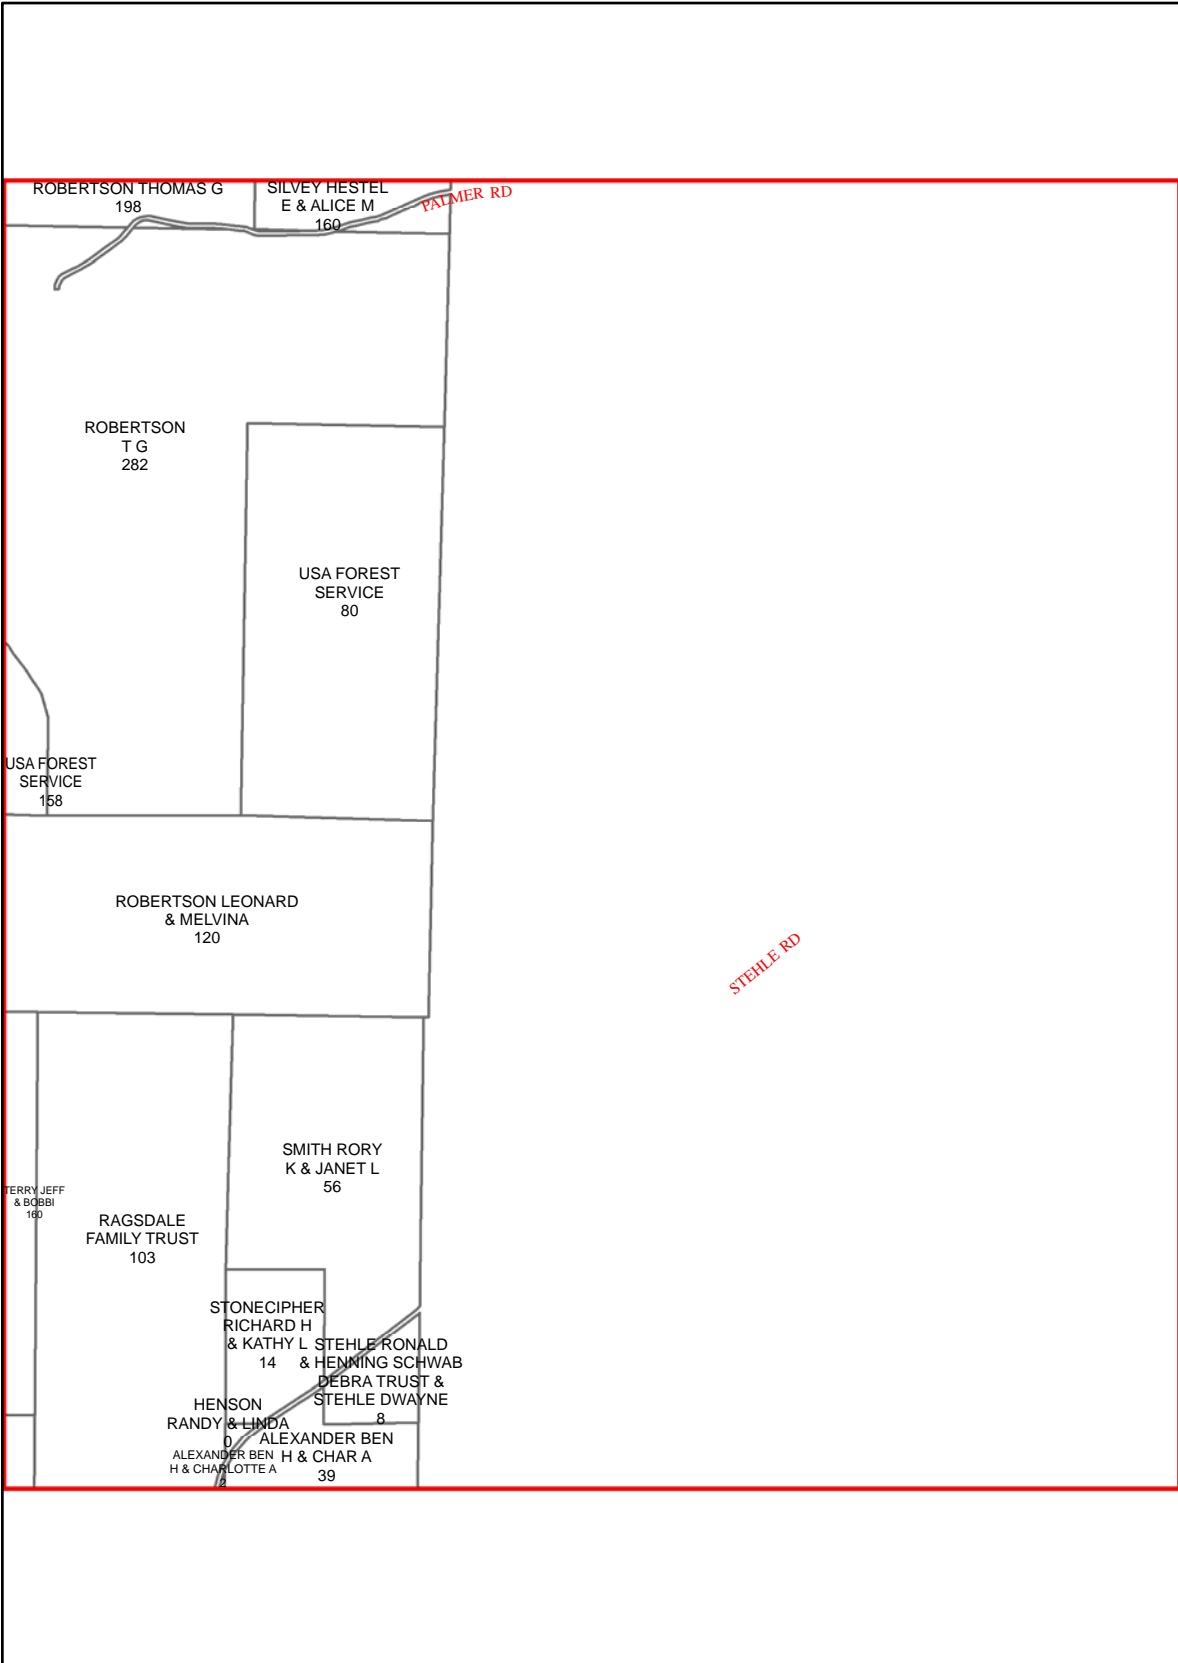 ROBERTSON THOMAS G
198
SILVEY HESTEL
E & ALICE M
160
PALMER RD
ROBERTSON
T G
282
USA FOREST
SERVICE
80
USA FOREST
SERVICE
158
ROBERTSON LEONARD
& MELVINA
120
STEHLE RD
SMITH RORY
K & JANET L
56
TERRY JEFF
& BOBBI
160
RAGSDALE
FAMILY TRUST
103
STONECIPHER
RICHARD H
& KATHY L
14
STEHLE RONALD
& HENNING SCHWAB
DEBRA TRUST &
STEHLE DWAYNE
8
HENSON
RANDY & LINDA
0
ALEXANDER BEN
H & CHAR A
39
ALEXANDER BEN
H & CHARLOTTE A
2